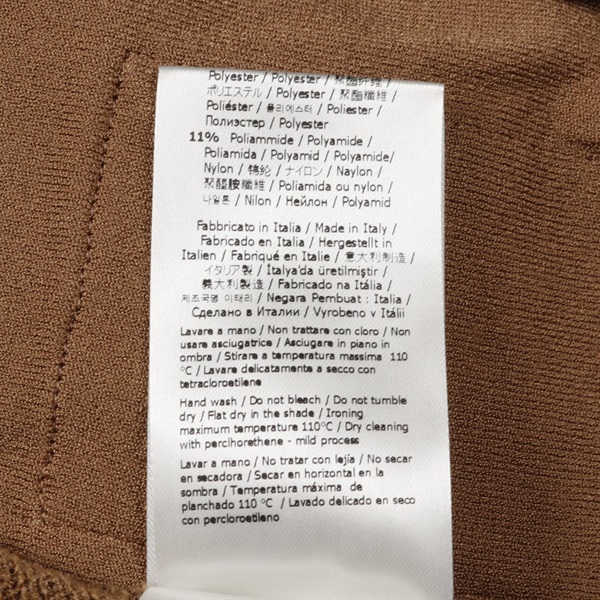 Polyester / Polyester / 聚酯纤维 /
ポリエステル / Polyester / 聚酯纖維 /
Poliéster / 폴리에스터 / Poliester /
Полиэстер / Polyester
11% Poliammide / Polyamide /
Poliamida / Polyamid / Polyamide/
Nylon / 锦纶 / ナイロン / Naylon /
聚醯胺纖維 / Poliamida ou nylon /
나일론 / Nilon / Нейлон / Polyamid
Fabbricato in Italia / Made in Italy /
Fabricado en Italia / Hergestellt in
Italien / Fabriqué en Italie / 意大利制造 /
イタリア製 / Italya'da üretilmiştir /
義大利製造 / Fabricado na Itália /
제조국명 이태리 / Negara Pembuat : Italia /
Сделано в Италии / Vyrobeno v Itálii
Lavare a mano / Non trattare con cloro / Non
usare asciugatrice / Asciugare in piano in
ombra / Stirare a temperatura massima 110
°C / Lavare delicatamente a secco con
tetracloroetilene
Hand wash / Do not bleach / Do not tumble
dry / Flat dry in the shade / Ironing
maximum temperature 110°C / Dry cleaning
with perclhorethene - mild process
Lavar a mano / No tratar con lejía / No secar
en secadora / Secar en horizontal en la
sombra / Temperatura máxima de
planchado 110 °C / Lavado delicado en seco
con percloroetileno